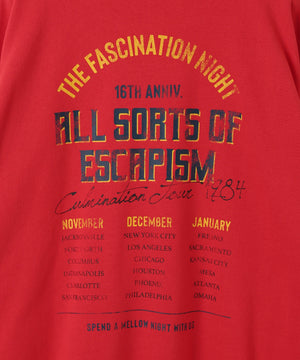 THE FASCINATION NIGHT
16TH ANNIV.
ALL SORTS OF
ESCAPISM
Culmination Tour 1984
NOVEMBER DECEMBER JANUARY
JACKSONVILLE NEW YORK CITY FRESNO
FORT WORTH LOS ANGELES SACRAMENTO
COLUMBUS CHICAGO KANSAS CITY
INDIANAPOLIS HOUSTON MESA
CHARLOTTE PHOENIX ATLANTA
SAN FRANCISCO PHILADELPHIA OMAHA
SPEND A MELLOW NIGHT WITH US